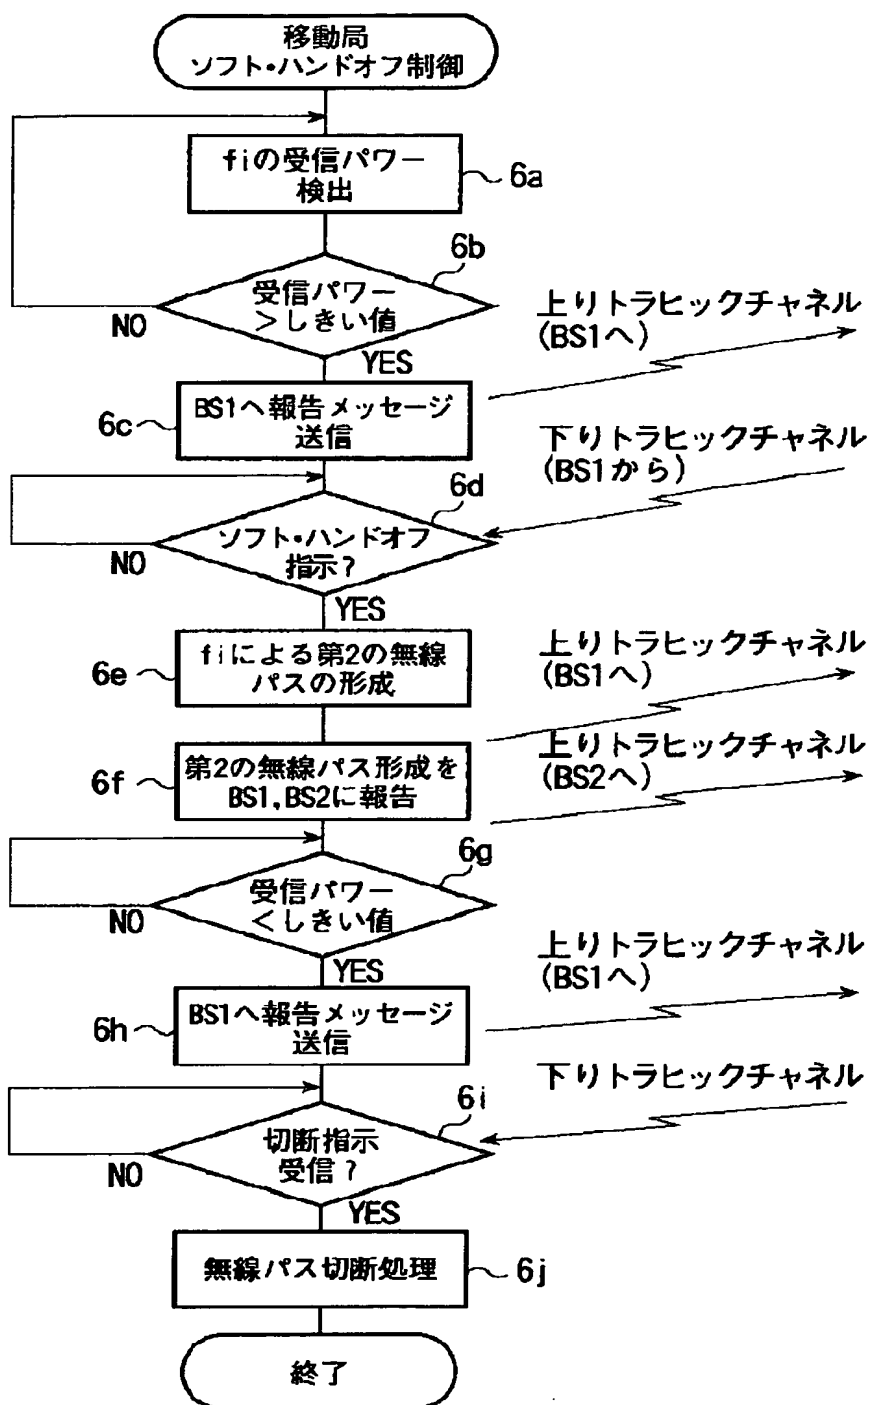 移動局
ソフト・ハンドオフ制御
fiの受信パワー
検出
6a
6b
受信パワー
>しきい値
NO
YES
上りトラヒックチャネル
(BS1へ)
BS1へ報告メッセージ
送信
6c
下りトラヒックチャネル
(BS1から)
6d
ソフト・ハンドオフ
指示?
NO
YES
fiによる第2の無線
パスの形成
6e
上りトラヒックチャネル
(BS1へ)
第2の無線パス形成を
BS1,BS2に報告
6f
上りトラヒックチャネル
(BS2へ)
6g
受信パワー
<しきい値
NO
YES
上りトラヒックチャネル
(BS1へ)
BS1へ報告メッセージ
送信
6h
下りトラヒックチャネル
6i
切断指示
受信?
NO
YES
無線パス切断処理
6j
終了